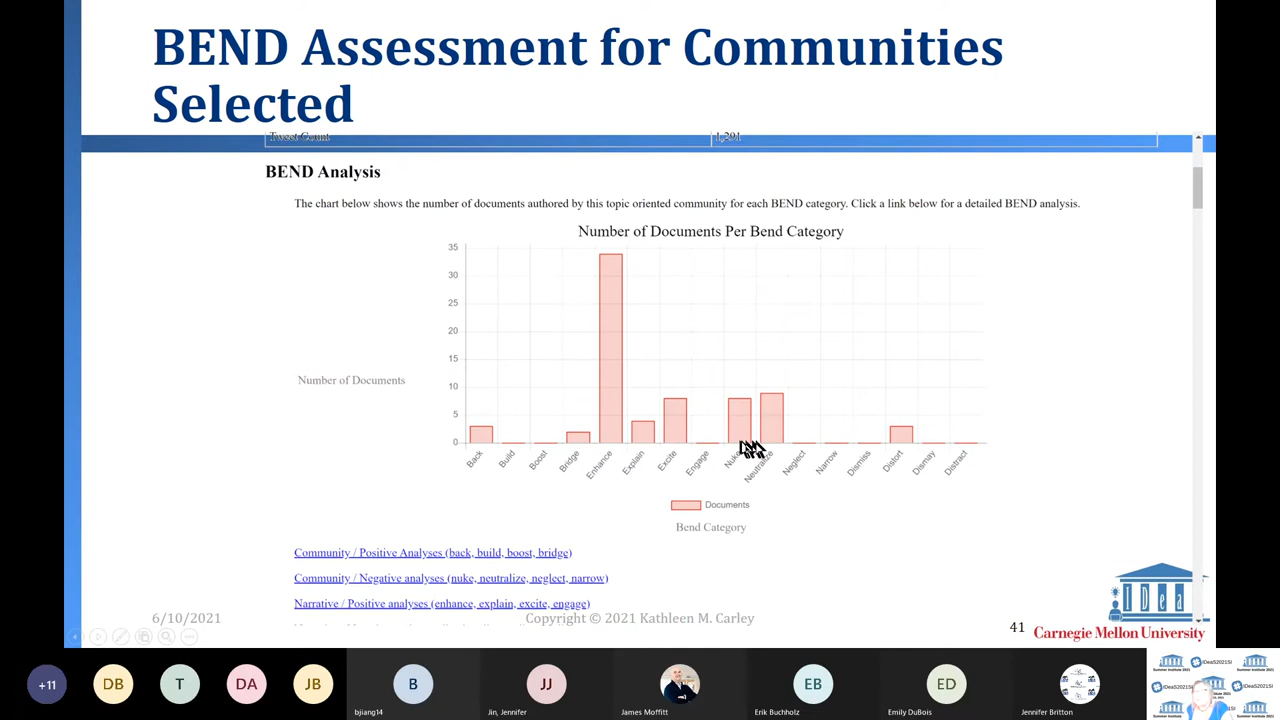 BEND Assessment for Communities
Selected
Tweet Count 1,291
BEND Analysis
The chart below shows the number of documents authored by this topic oriented community for each BEND category. Click a link below for a detailed BEND analysis.
Number of Documents Per Bend Category
35
30
25
20
15
10
5
0
Number of Documents
Back Build Boost Bridge Enhance Explain Excite Engage Nuke Neutralize Neglect Narrow Dismiss Distort Dismay Distract
Documents
Bend Category
Community / Positive Analyses (back, build, boost, bridge)
Community / Negative analyses (nuke, neutralize, neglect, narrow)
Narrative / Positive analyses (enhance, explain, excite, engage)
6/10/2021 Copyright © 2021 Kathleen M. Carley 41
IDeaS
Carnegie Mellon University
+11 DB T DA JB B JJ EB ED
bjiang14 Jin, Jennifer James Moffitt Erik Buchholz Emily DuBois Jennifer Britton